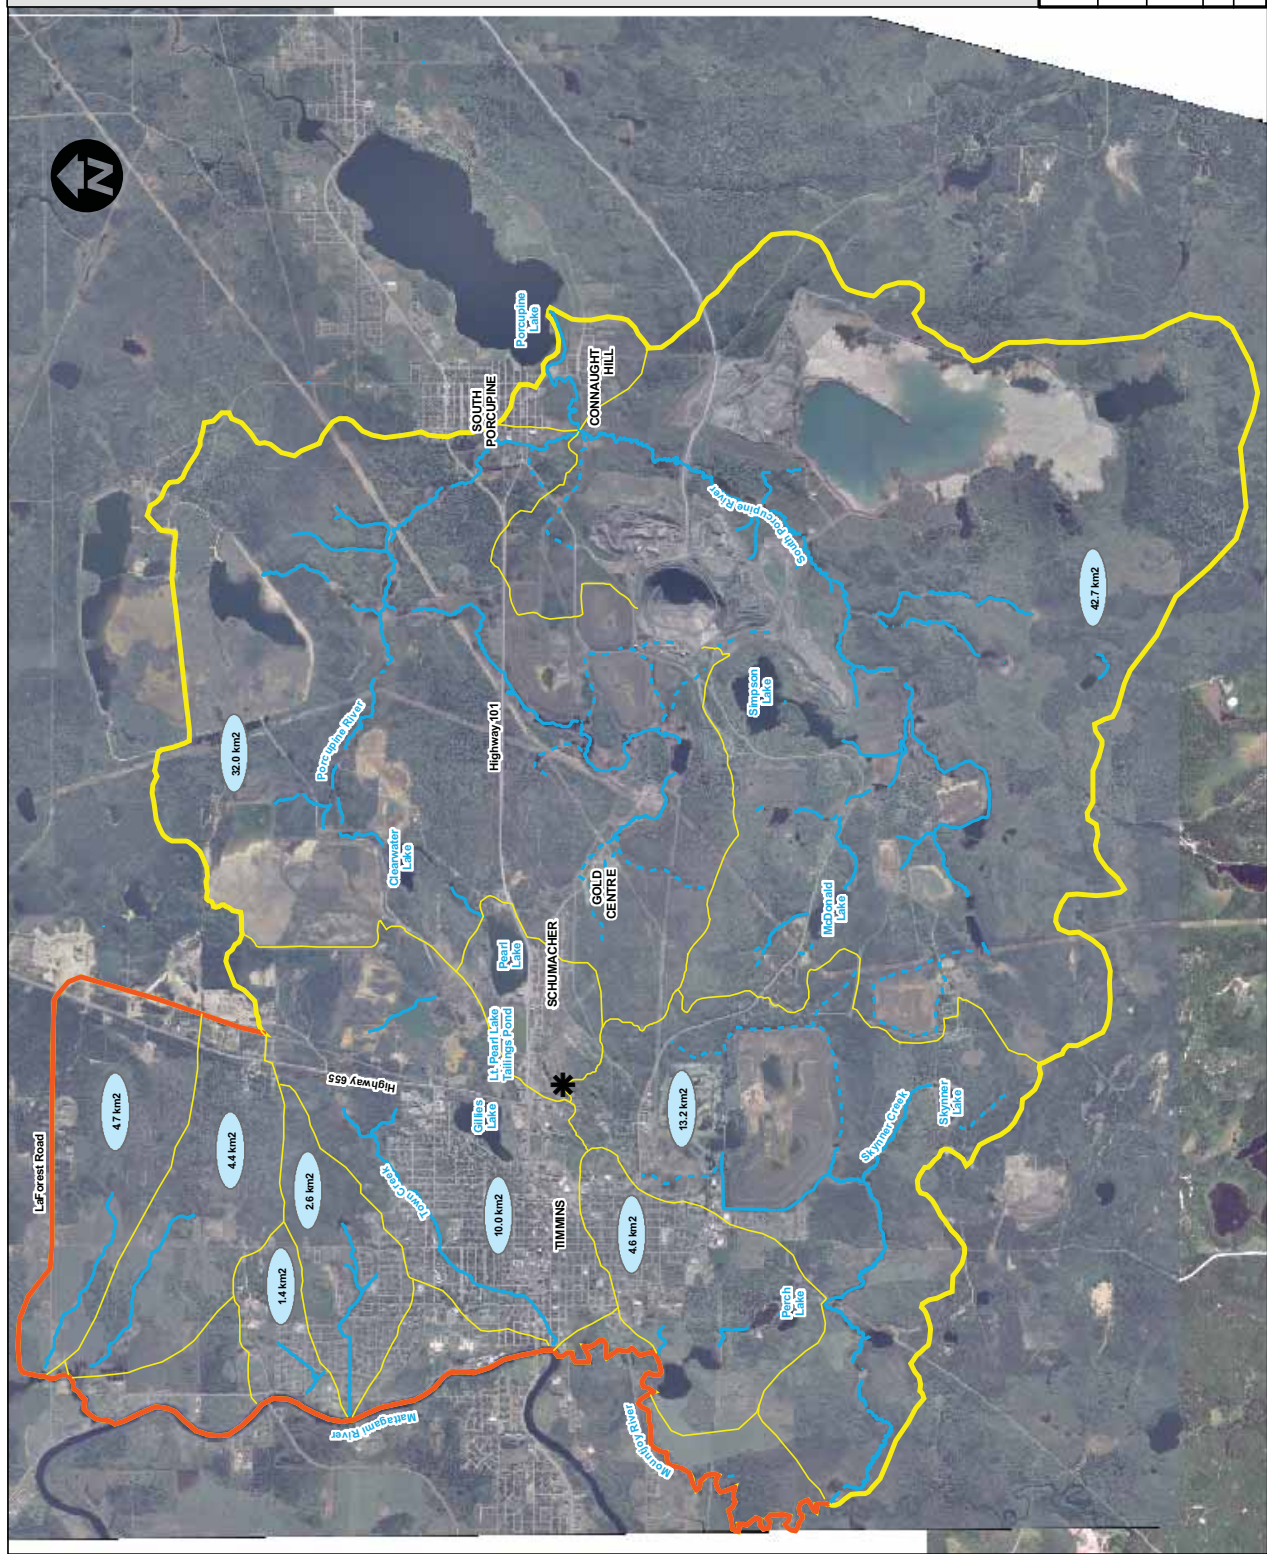 N
LaForest Road
4.7 km2
4.4 km2
2.6 km2
1.4 km2
Highway 655
Town Creek
Mattagami River
10.0 km2
Gillies
Lake
TIMMINS
4.6 km2
13.2 km2
Mountjoy River
Perch
Lake
Skynner Creek
Skynner
Lake
Lt. Pearl Lake
Tailings Pond
Pearl
Lake
SCHUMACHER
GOLD
CENTRE
McDonald
Lake
Clearwater
Lake
Porcupine River
32.0 km2
Highway 101
Simpson
Lake
South Porcupine River
42.7 km2
SOUTH
PORCUPINE
Porcupine
Lake
CONNAUGHT
HILL